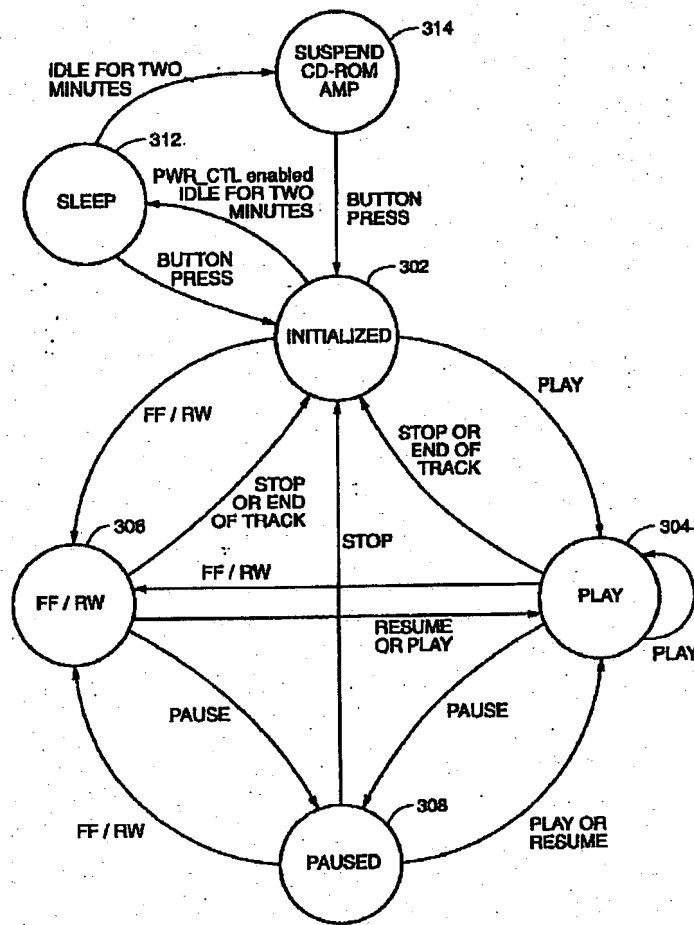 314
SUSPEND
CD-ROM
AMP
IDLE FOR TWO
MINUTES
312.
SLEEP
PWR_CTL enabled
IDLE FOR TWO
MINUTES
BUTTON
PRESS
BUTTON
PRESS
302
INITIALIZED
FF / RW
PLAY
STOP OR
END OF
TRACK
STOP
OR END
OF TRACK
STOP
306
FF / RW
304
PLAY
PLAY
FF / RW
RESUME
OR PLAY
PAUSE
PAUSE
308
PAUSED
FF / RW
PLAY OR
RESUME